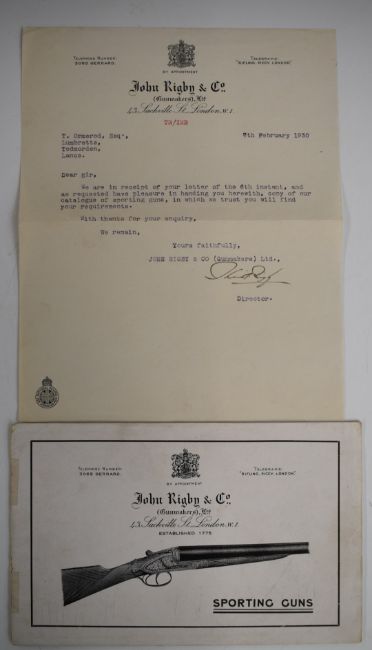 Telephone Number: 3090 Gerrard.
Telegrams: "Rifling, Piccy, London."
By Appointment
John Rigby & Co.
(Gunmakers), Ltd
43, Sackville St. London, W.1
TR/IMB
T. Ormerod, Esq.,
7th February 1930
Lumbutts,
Todmorden,
Lancs.
Dear Sir,
We are in receipt of your letter of the 6th instant, and
as requested have pleasure in handing you herewith, copy of our
catalogue of sporting guns, in which we trust you will find
your requirements.
With thanks for your enquiry,
We remain,
Yours faithfully,
JOHN RIGBY & CO (Gunmakers) Ltd.,
Director.
Telephone Number: 3090 Gerrard.
Telegrams: "Rifling, Piccy, London."
By Appointment
John Rigby & Co.
(Gunmakers), Ltd
43, Sackville St. London, W.1
ESTABLISHED 1775
SPORTING GUNS